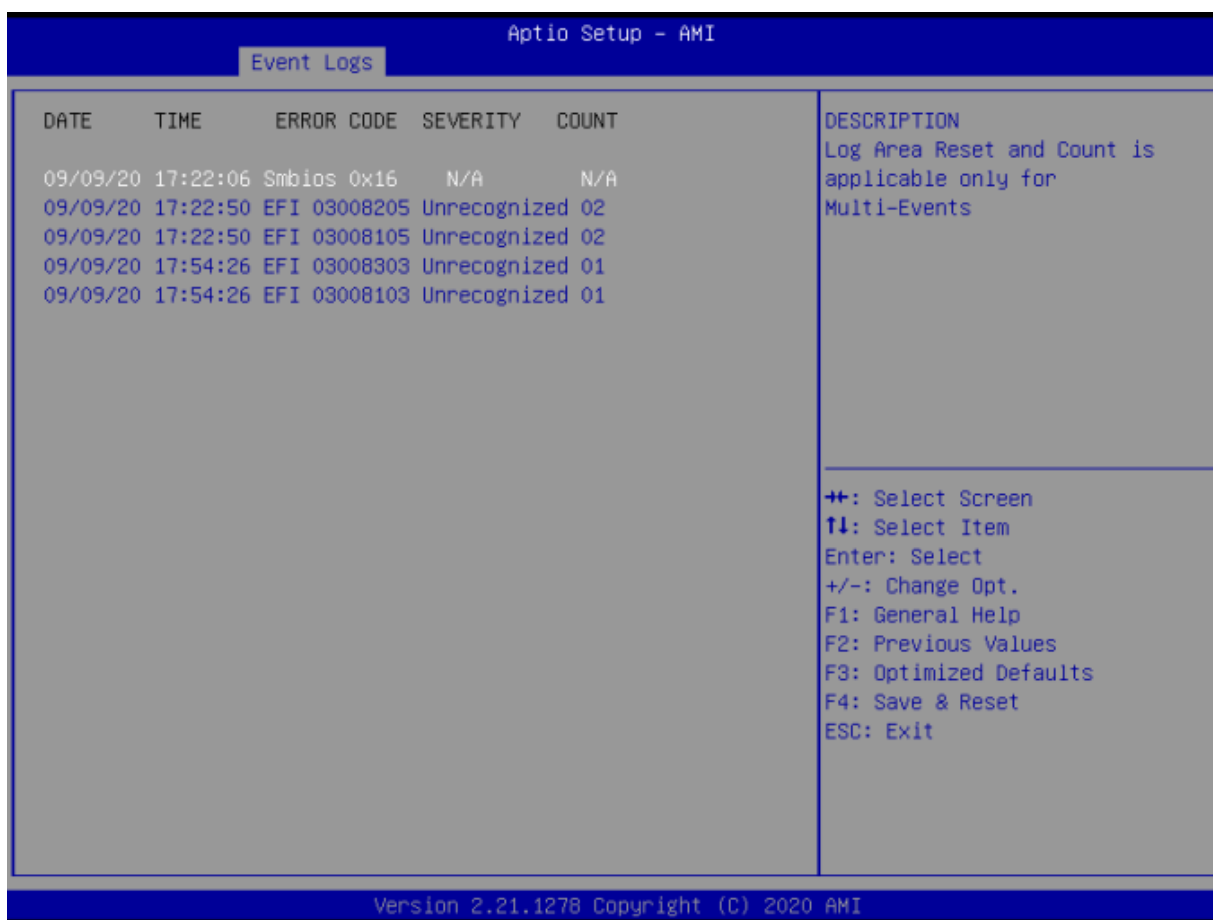 Aptio Setup – AMI
Event Logs
DATE TIME ERROR CODE SEVERITY COUNT
09/09/20 17:22:06 Smbios 0x16 N/A N/A
09/09/20 17:22:50 EFI 03008205 Unrecognized 02
09/09/20 17:22:50 EFI 03008105 Unrecognized 02
09/09/20 17:54:26 EFI 03008303 Unrecognized 01
09/09/20 17:54:26 EFI 03008103 Unrecognized 01
DESCRIPTION
Log Area Reset and Count is
applicable only for
Multi-Events
→←: Select Screen
↑↓: Select Item
Enter: Select
+/-: Change Opt.
F1: General Help
F2: Previous Values
F3: Optimized Defaults
F4: Save & Reset
ESC: Exit
Version 2.21.1278 Copyright (C) 2020 AMI